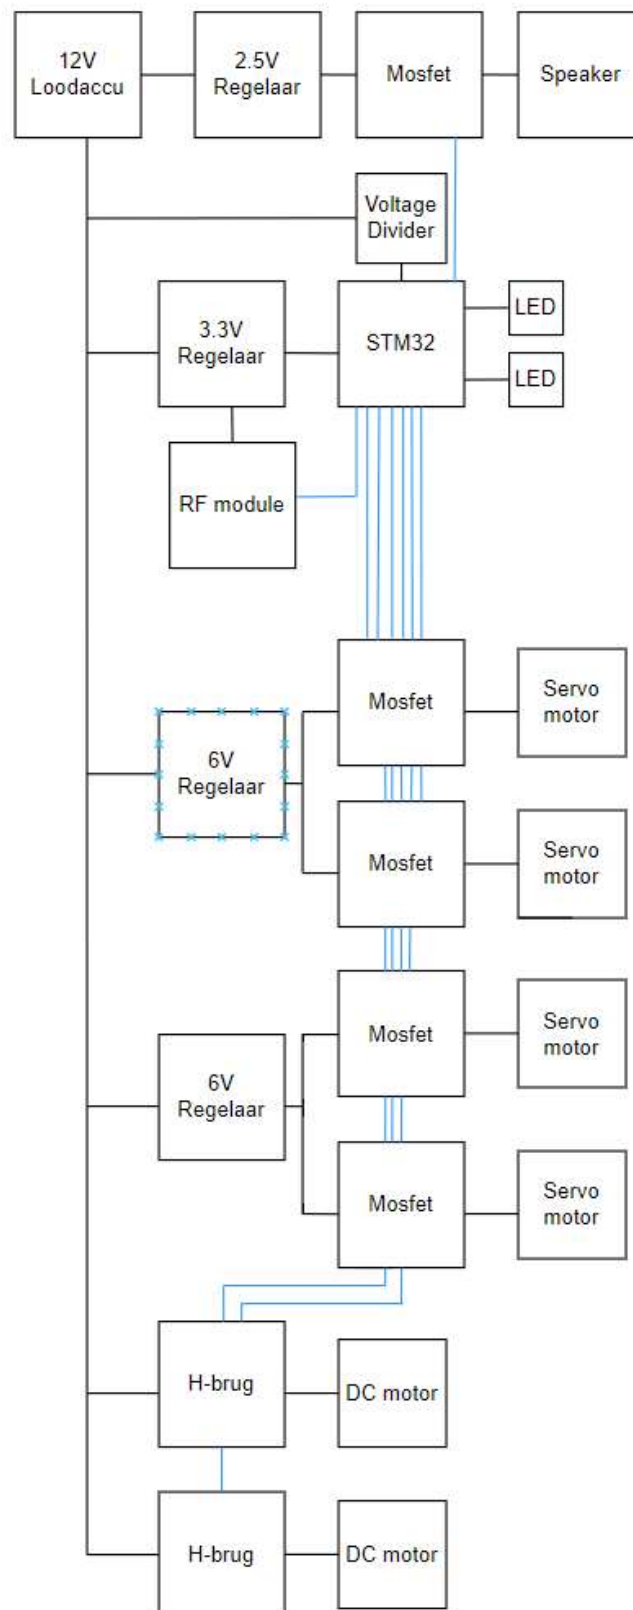 12V
Loodaccu
2.5V
Regelaar
Mosfet
Speaker
Voltage
Divider
3.3V
Regelaar
STM32
LED
LED
RF module
Mosfet
Servo
motor
6V
Regelaar
Mosfet
Servo
motor
Mosfet
Servo
motor
6V
Regelaar
Mosfet
Servo
motor
H-brug
DC motor
H-brug
DC motor